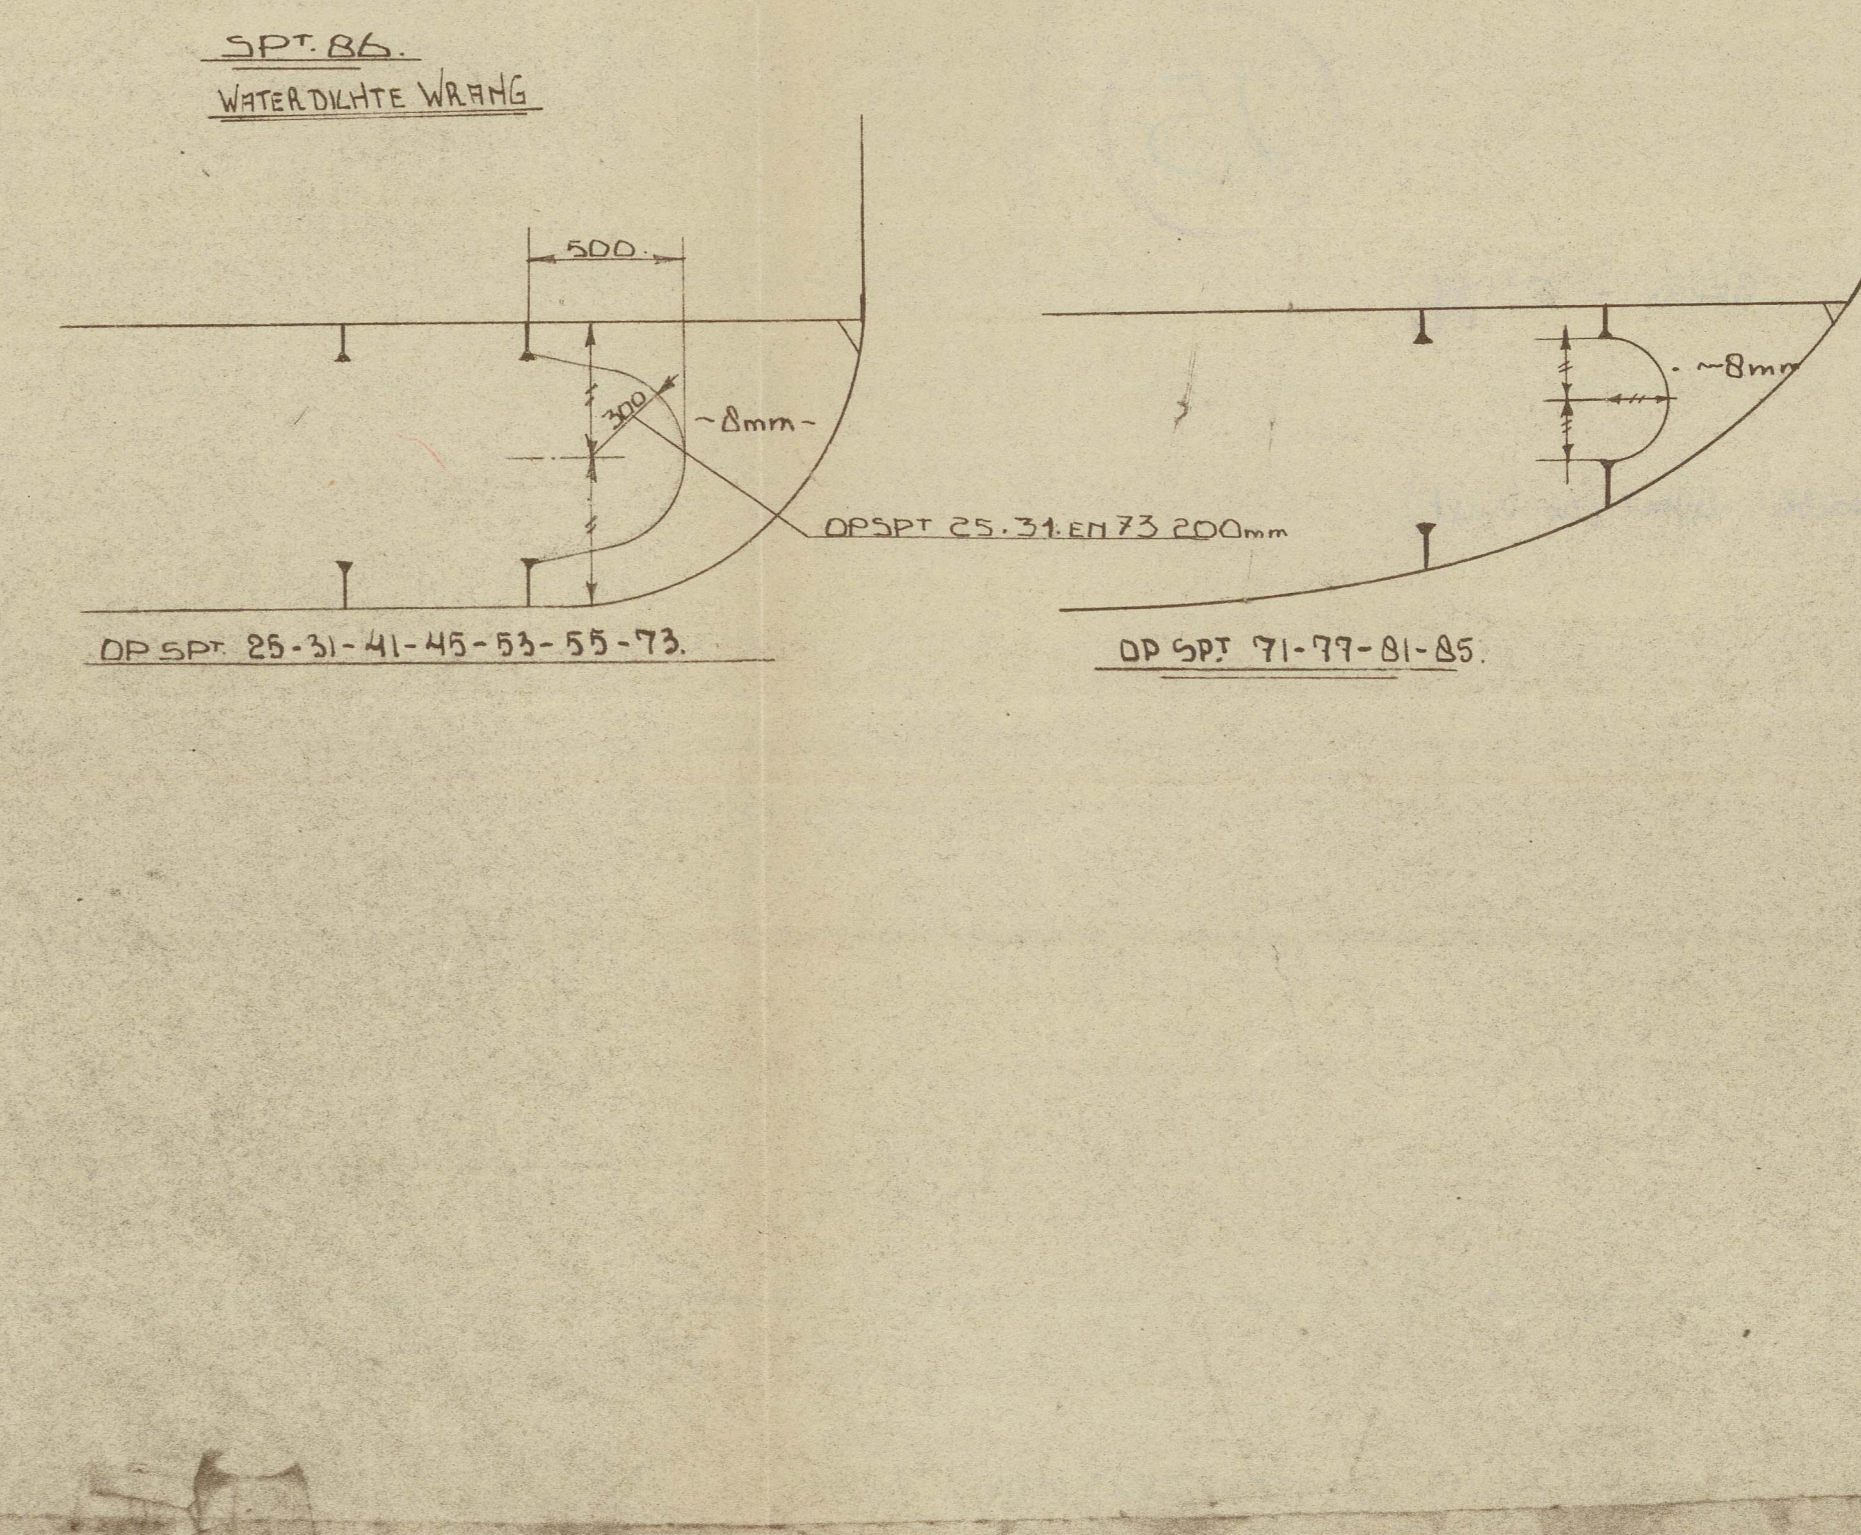 SPT. 86.
WATERDICHTE WRANG
500.
300
~8mm~
OPSPT 25.31.EN 73 200mm
OP SPT. 25-31-41-45-53-55-73.
~8mm
OP SPT 71-77-81-85.